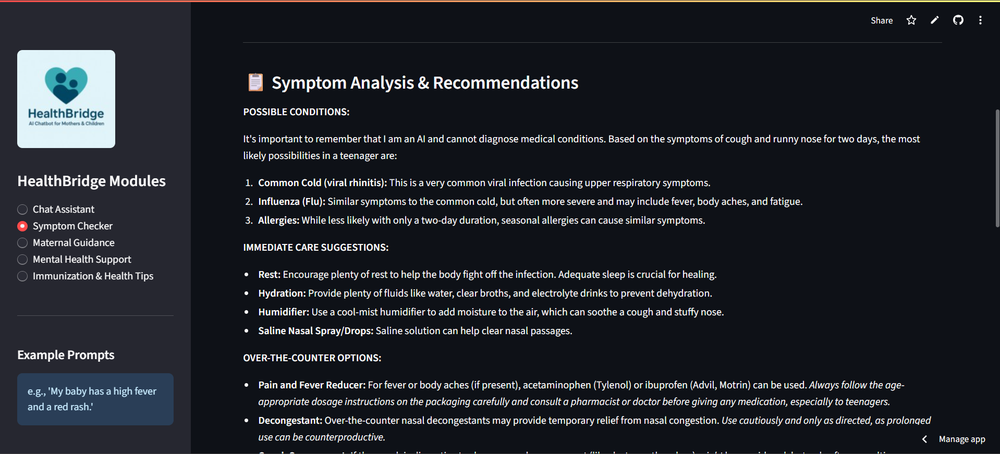 Share
HealthBridge
AI Chatbot for Mothers & Children
HealthBridge Modules
Chat Assistant
Symptom Checker
Maternal Guidance
Mental Health Support
Immunization & Health Tips
Example Prompts
e.g., 'My baby has a high fever
and a red rash.'
Symptom Analysis & Recommendations
POSSIBLE CONDITIONS:
It's important to remember that I am an AI and cannot diagnose medical conditions. Based on the symptoms of cough and runny nose for two days, the most
likely possibilities in a teenager are:
1. Common Cold (viral rhinitis): This is a very common viral infection causing upper respiratory symptoms.
2. Influenza (Flu): Similar symptoms to the common cold, but often more severe and may include fever, body aches, and fatigue.
3. Allergies: While less likely with only a two-day duration, seasonal allergies can cause similar symptoms.
IMMEDIATE CARE SUGGESTIONS:
• Rest: Encourage plenty of rest to help the body fight off the infection. Adequate sleep is crucial for healing.
• Hydration: Provide plenty of fluids like water, clear broths, and electrolyte drinks to prevent dehydration.
• Humidifier: Use a cool-mist humidifier to add moisture to the air, which can soothe a cough and stuffy nose.
• Saline Nasal Spray/Drops: Saline solution can help clear nasal passages.
OVER-THE-COUNTER OPTIONS:
• Pain and Fever Reducer: For fever or body aches (if present), acetaminophen (Tylenol) or ibuprofen (Advil, Motrin) can be used. Always follow the age-
appropriate dosage instructions on the packaging carefully and consult a pharmacist or doctor before giving any medication, especially to teenagers.
• Decongestant: Over-the-counter nasal decongestants may provide temporary relief from nasal congestion. Use cautiously and only as directed, as prolonged
use can be counterproductive.
Manage app